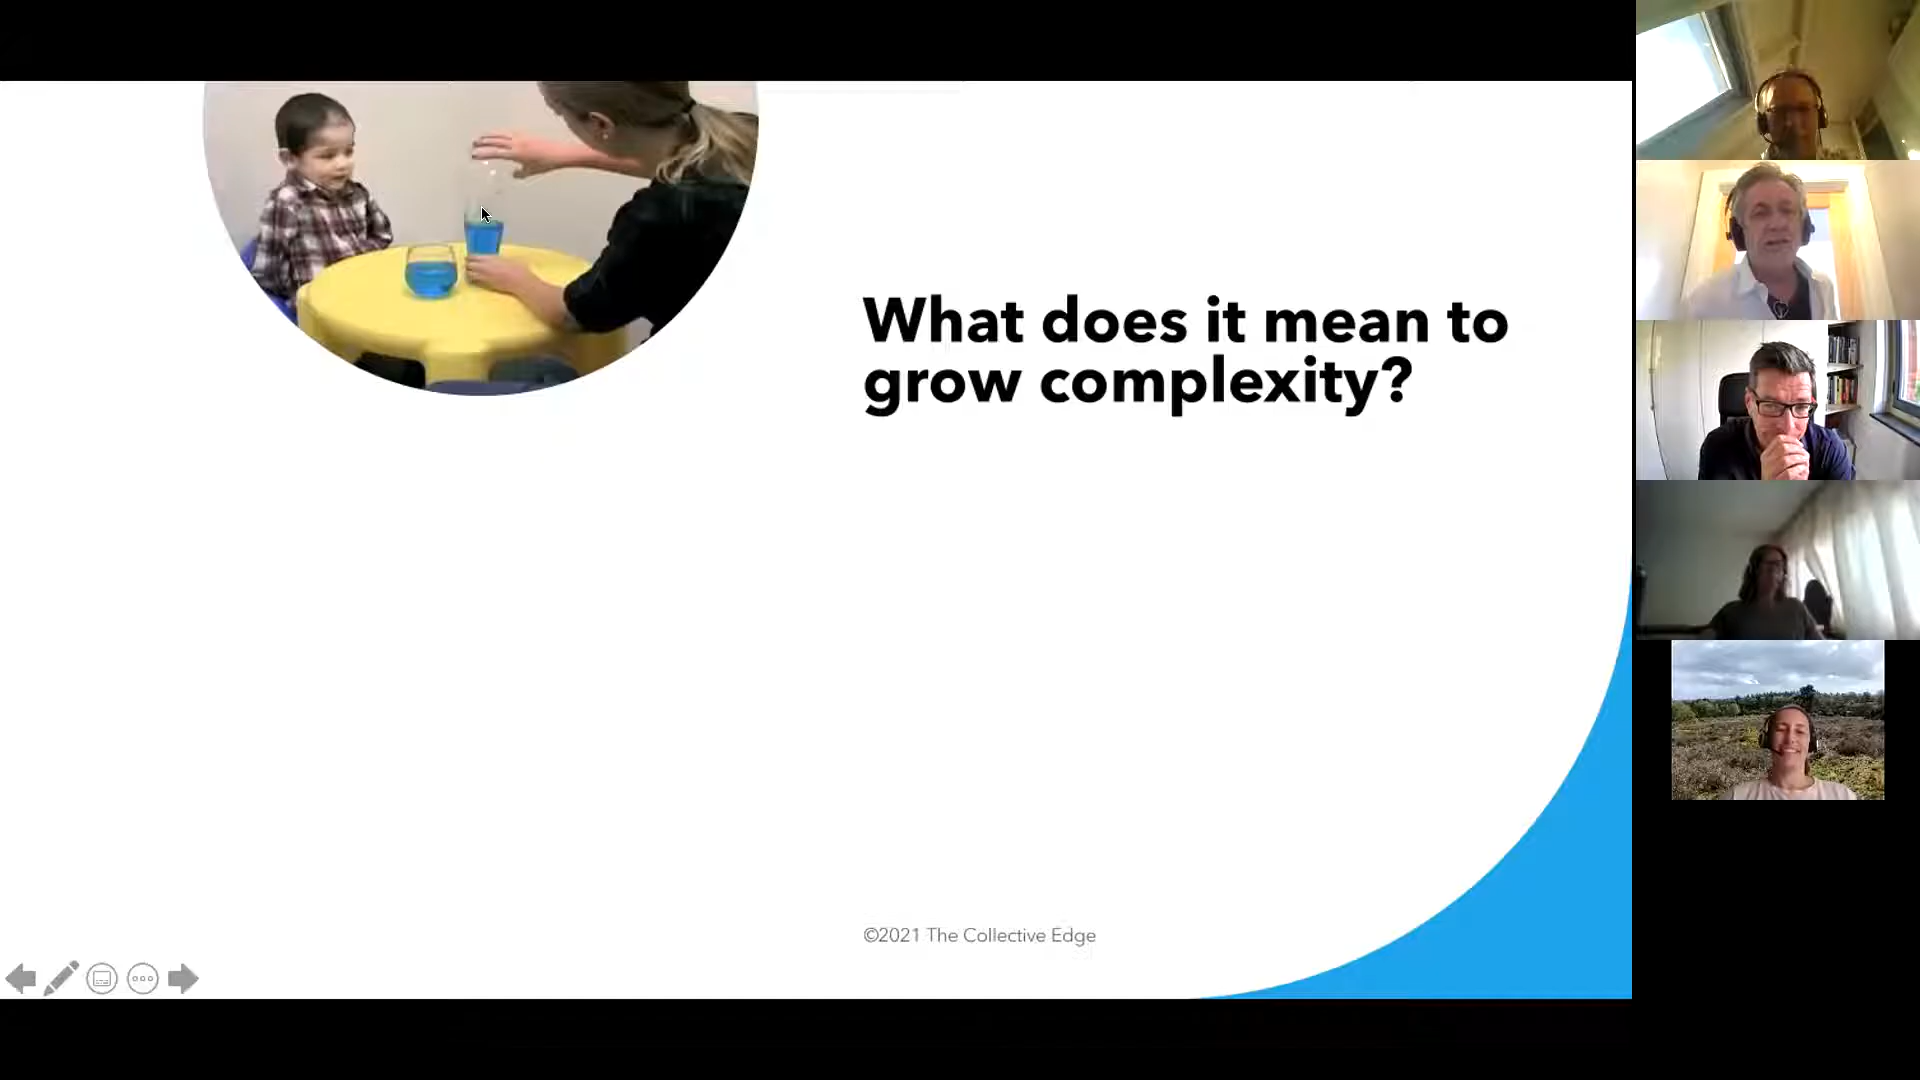 What does it mean to
grow complexity?
©2021 The Collective Edge